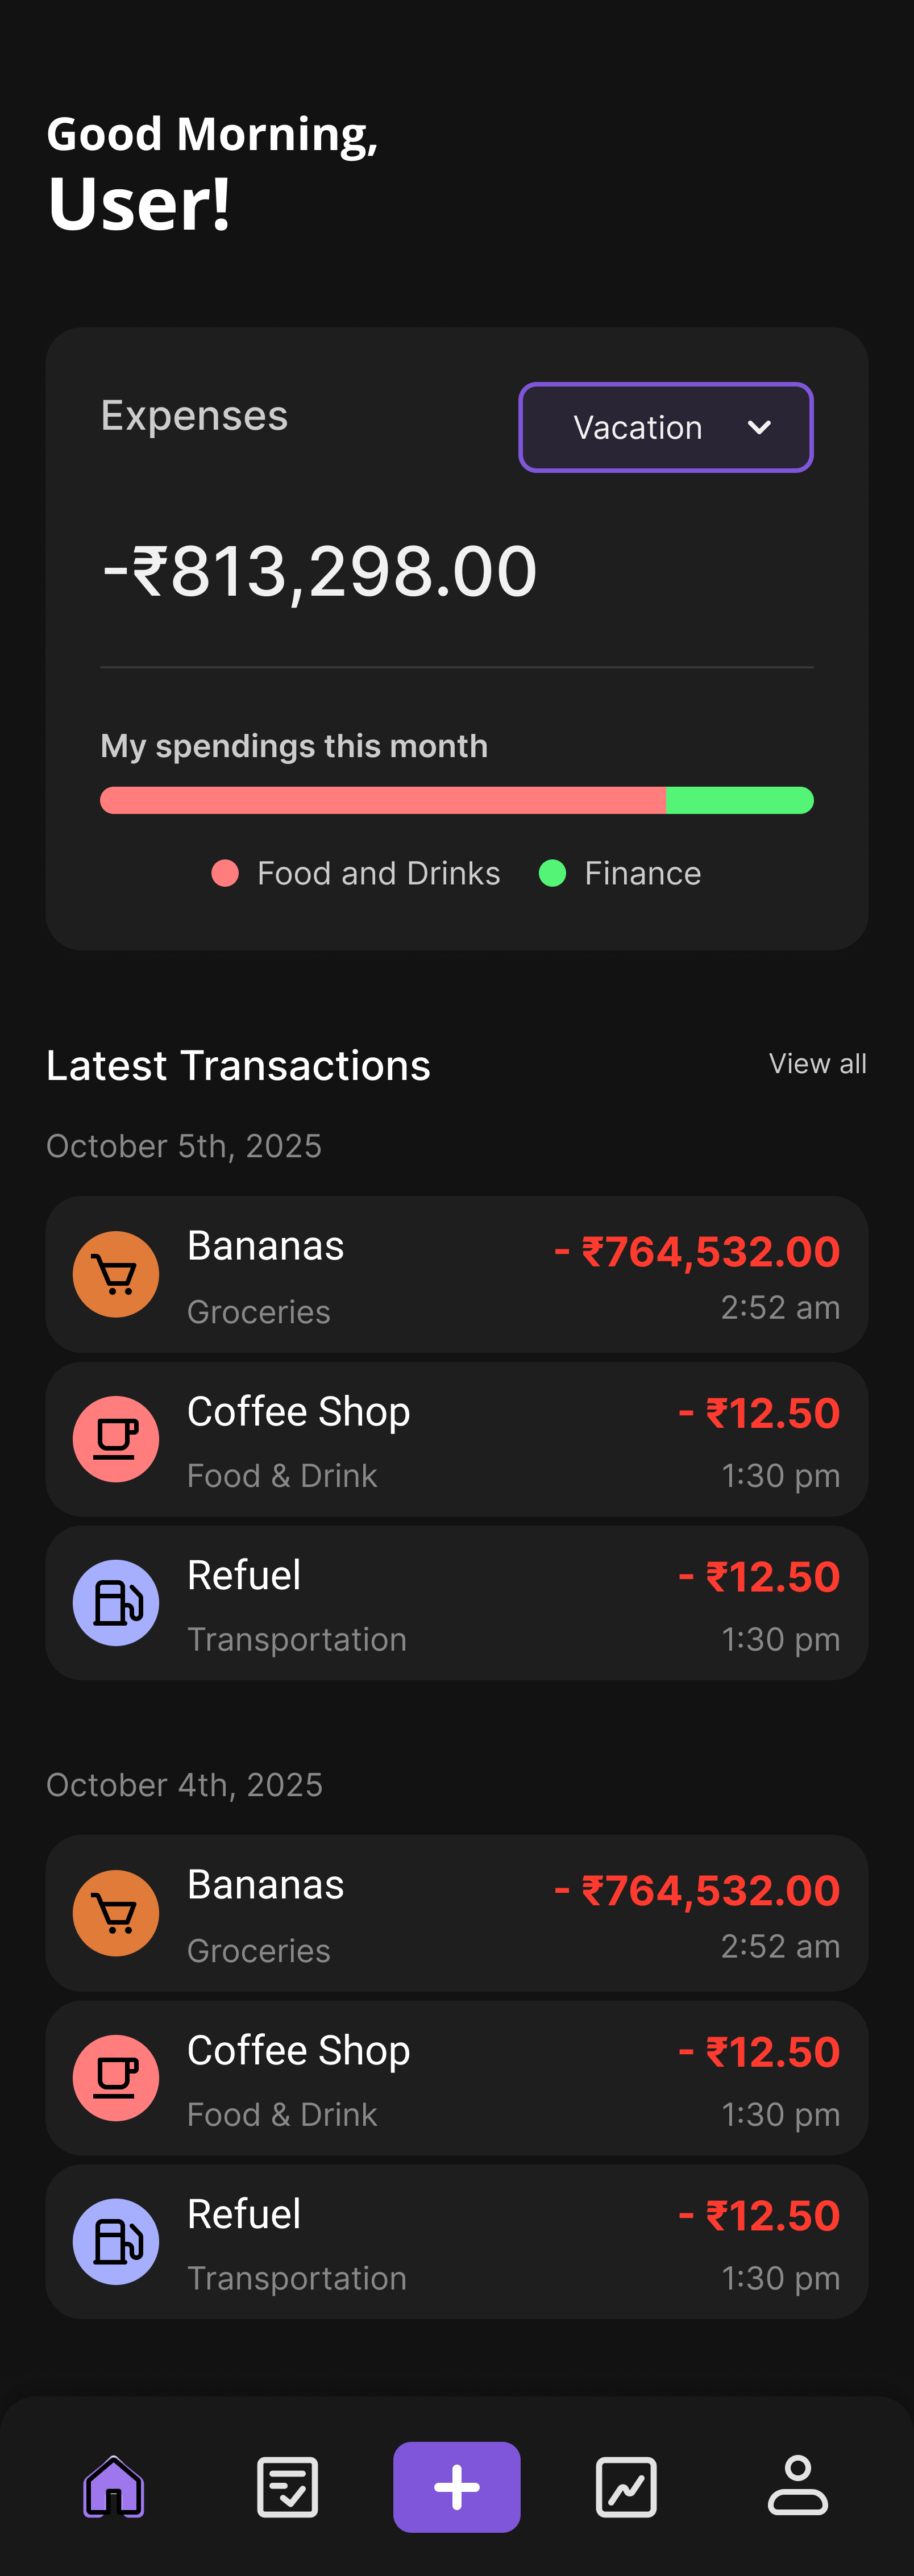 Good Morning,
User!
Expenses
Vacation
-₹813,298.00
My spendings this month
Food and Drinks Finance
Latest Transactions View all
October 5th, 2025
Bananas - ₹764,532.00
Groceries 2:52 am
Coffee Shop - ₹12.50
Food & Drink 1:30 pm
Refuel - ₹12.50
Transportation 1:30 pm
October 4th, 2025
Bananas - ₹764,532.00
Groceries 2:52 am
Coffee Shop - ₹12.50
Food & Drink 1:30 pm
Refuel - ₹12.50
Transportation 1:30 pm